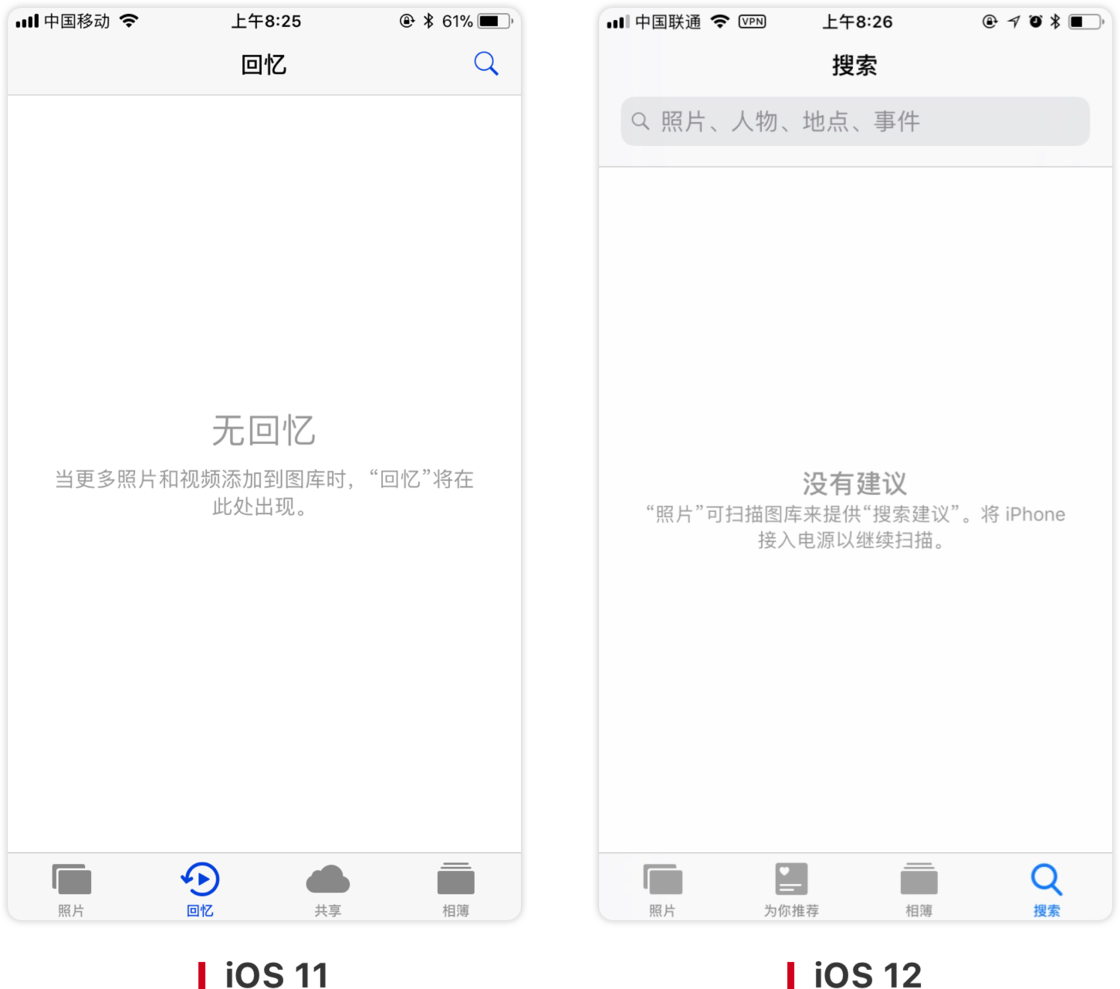 中国移动
上午8:25
61%
回忆
无回忆
当更多照片和视频添加到图库时，“回忆”将在
此处出现。
照片
回忆
共享
相簿
iOS 11
中国联通
VPN
上午8:26
搜索
照片、人物、地点、事件
没有建议
“照片”可扫描图库来提供“搜索建议”。将 iPhone
接入电源以继续扫描。
照片
为你推荐
相簿
搜索
iOS 12